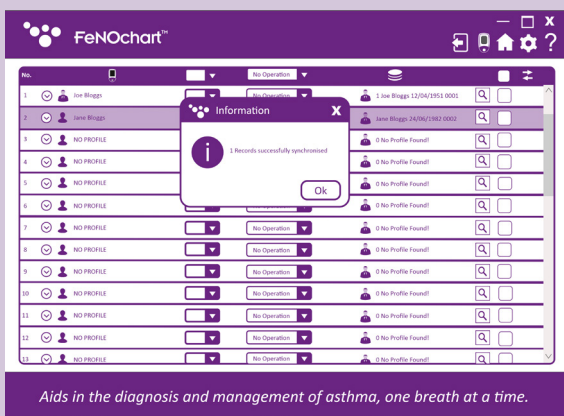 FeNOchart™
No. No Operation
1 Joe Bloggs No Operation 1 Joe Bloggs 12/04/1951 0001
2 Jane Bloggs Jane Bloggs 24/06/1982 0002
Information X
1 Records successfully synchronised
Ok
3 NO PROFILE 0 No Profile Found!
4 NO PROFILE 0 No Profile Found!
5 NO PROFILE 0 No Profile Found!
6 NO PROFILE No Operation 0 No Profile Found!
7 NO PROFILE No Operation 0 No Profile Found!
8 NO PROFILE No Operation 0 No Profile Found!
9 NO PROFILE No Operation 0 No Profile Found!
10 NO PROFILE No Operation 0 No Profile Found!
11 NO PROFILE No Operation 0 No Profile Found!
12 NO PROFILE No Operation 0 No Profile Found!
13 NO PROFILE No Operation 0 No Profile Found!
Aids in the diagnosis and management of asthma, one breath at a time.